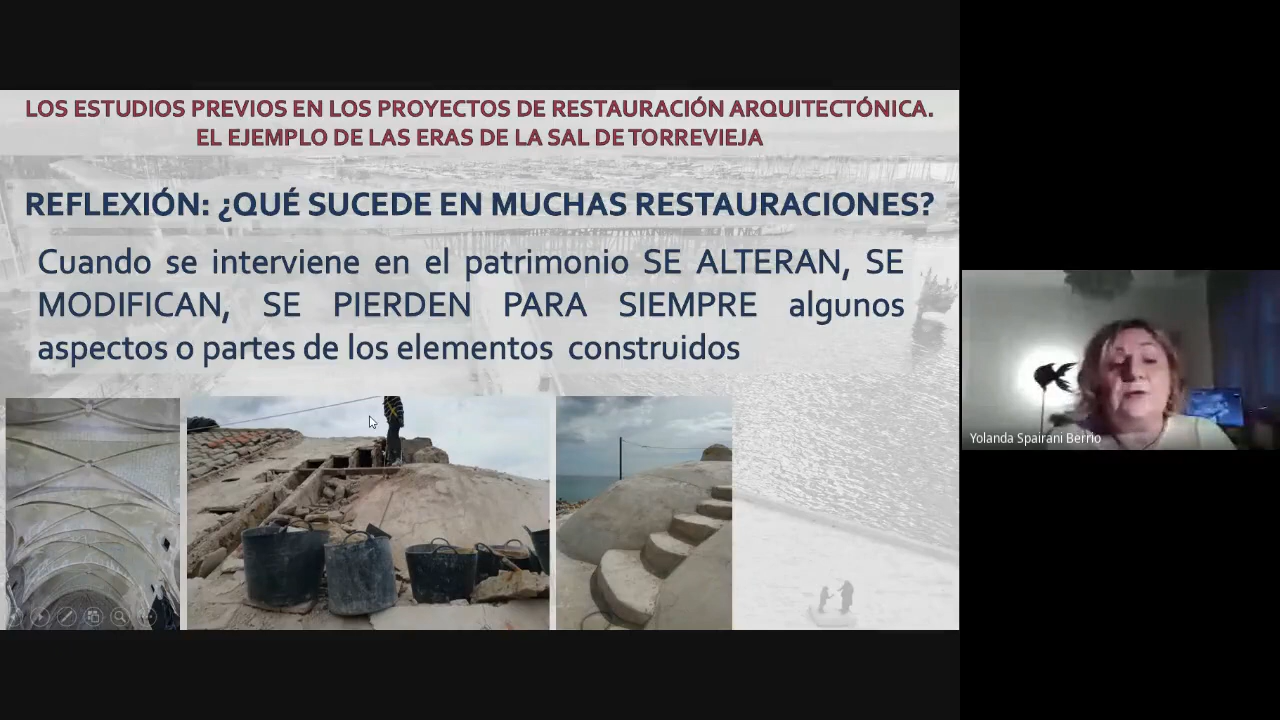 LOS ESTUDIOS PREVIOS EN LOS PROYECTOS DE RESTAURACIÓN ARQUITECTÓNICA.
EL EJEMPLO DE LAS ERAS DE LA SAL DE TORREVIEJA
REFLEXIÓN: ¿QUÉ SUCEDE EN MUCHAS RESTAURACIONES?
Cuando se interviene en el patrimonio SE ALTERAN, SE
MODIFICAN, SE PIERDEN PARA SIEMPRE algunos
aspectos o partes de los elementos construidos
Yolanda Spairani Berrio